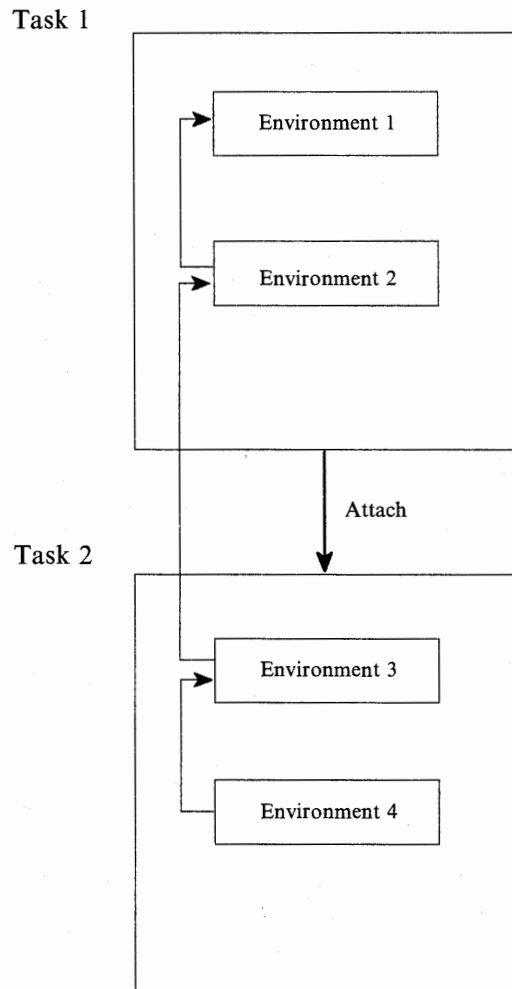 Task 1
Environment 1
Environment 2
Attach
Task 2
Environment 3
Environment 4